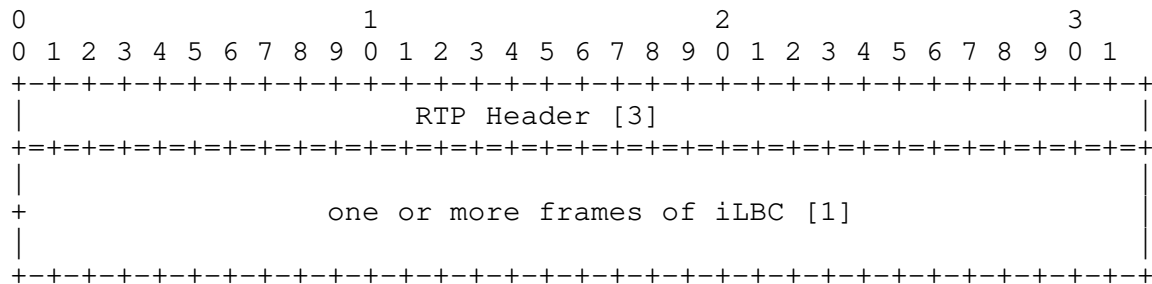 0                   1                   2                   3
0 1 2 3 4 5 6 7 8 9 0 1 2 3 4 5 6 7 8 9 0 1 2 3 4 5 6 7 8 9 0 1
+-+-+-+-+-+-+-+-+-+-+-+-+-+-+-+-+-+-+-+-+-+-+-+-+-+-+-+-+-+-+-+-+
|                      RTP Header [3]                           |
+=+=+=+=+=+=+=+=+=+=+=+=+=+=+=+=+=+=+=+=+=+=+=+=+=+=+=+=+=+=+=+=+
|                                                               |
+                 one or more frames of iLBC [1]                |
|                                                               |
+-+-+-+-+-+-+-+-+-+-+-+-+-+-+-+-+-+-+-+-+-+-+-+-+-+-+-+-+-+-+-+-+